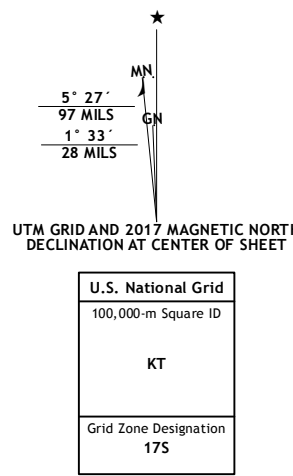 ★
MN.
5° 27´
97 MILS
GN
1° 33´
28 MILS
UTM GRID AND 2017 MAGNETIC NORTH
DECLINATION AT CENTER OF SHEET
U.S. National Grid
100,000-m Square ID
KT
Grid Zone Designation
17S